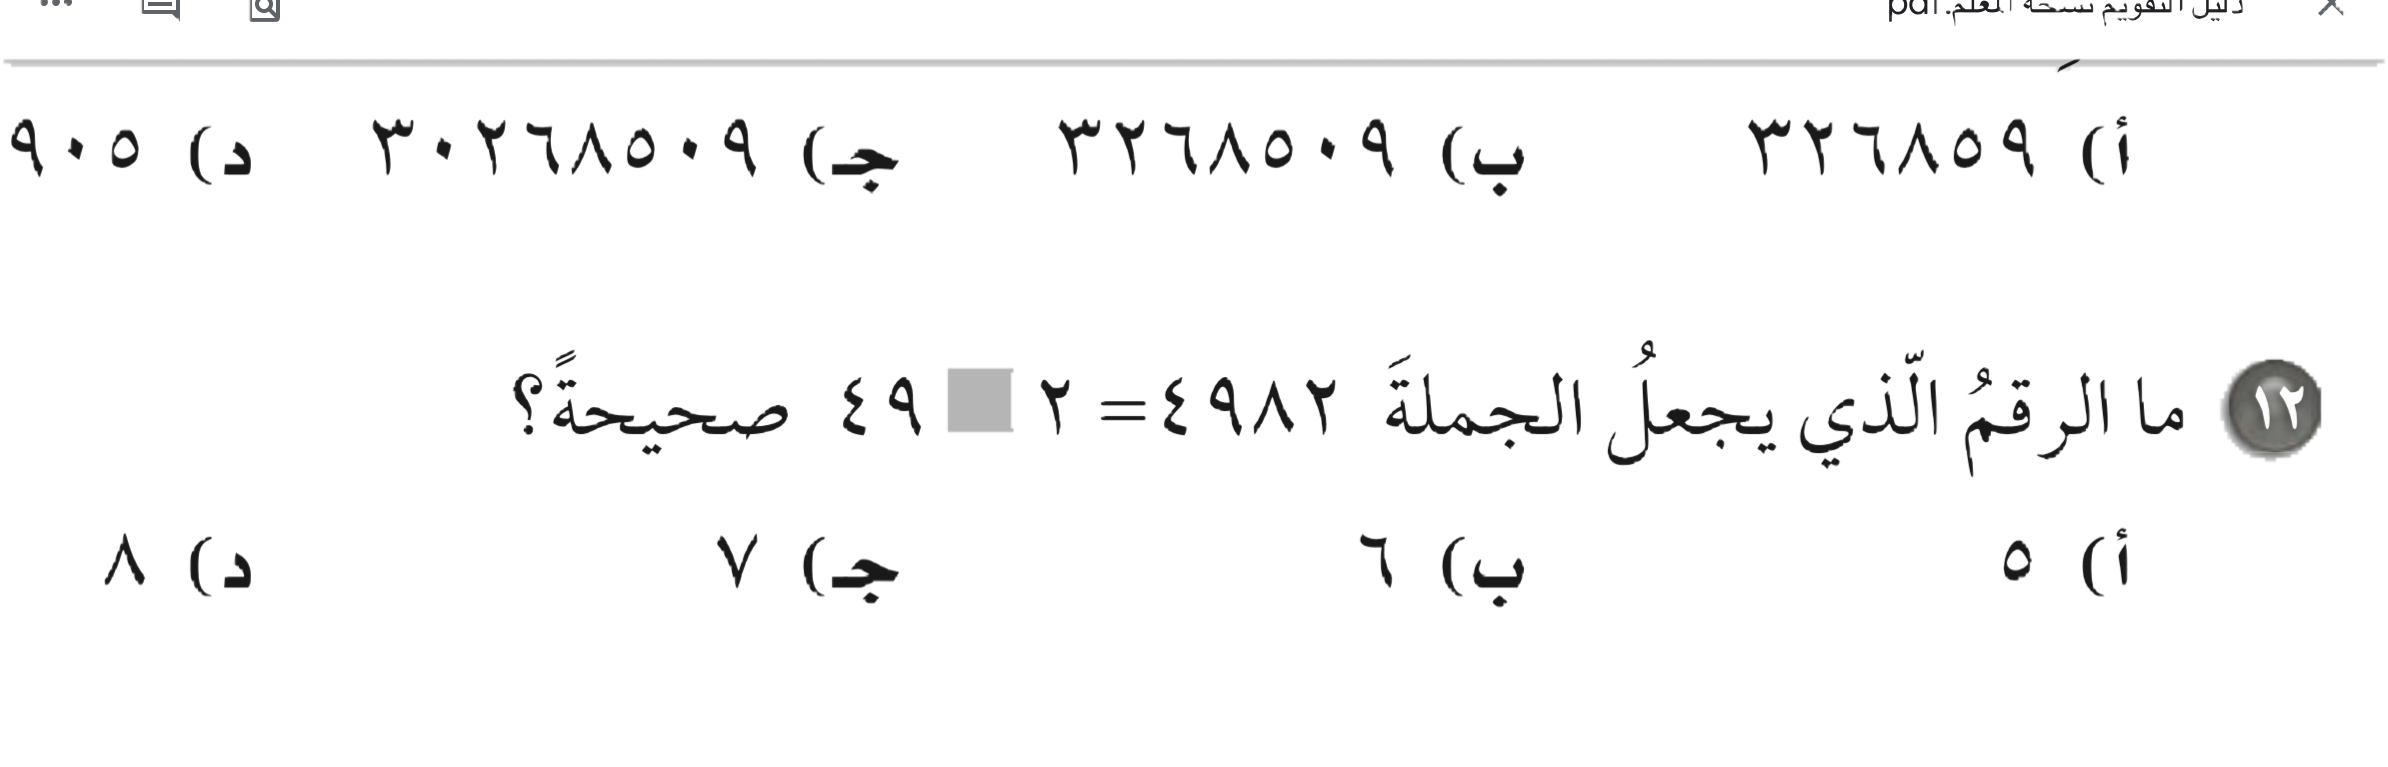 دليل التقويم نسخة المعلم.pdf
أ) ٣٢٦٨٥٩ ب) ٣٢٦٨٥٠٩ جـ) ٣٠٢٦٨٥٠٩ د) ٩٠٥
١٢ ما الرقمُ الّذي يجعلُ الجملةَ ٤٩٨٢ = ٤٩ ■ ٢ صحيحةً؟
أ) ٥ ب) ٦ جـ) ٧ د) ٨